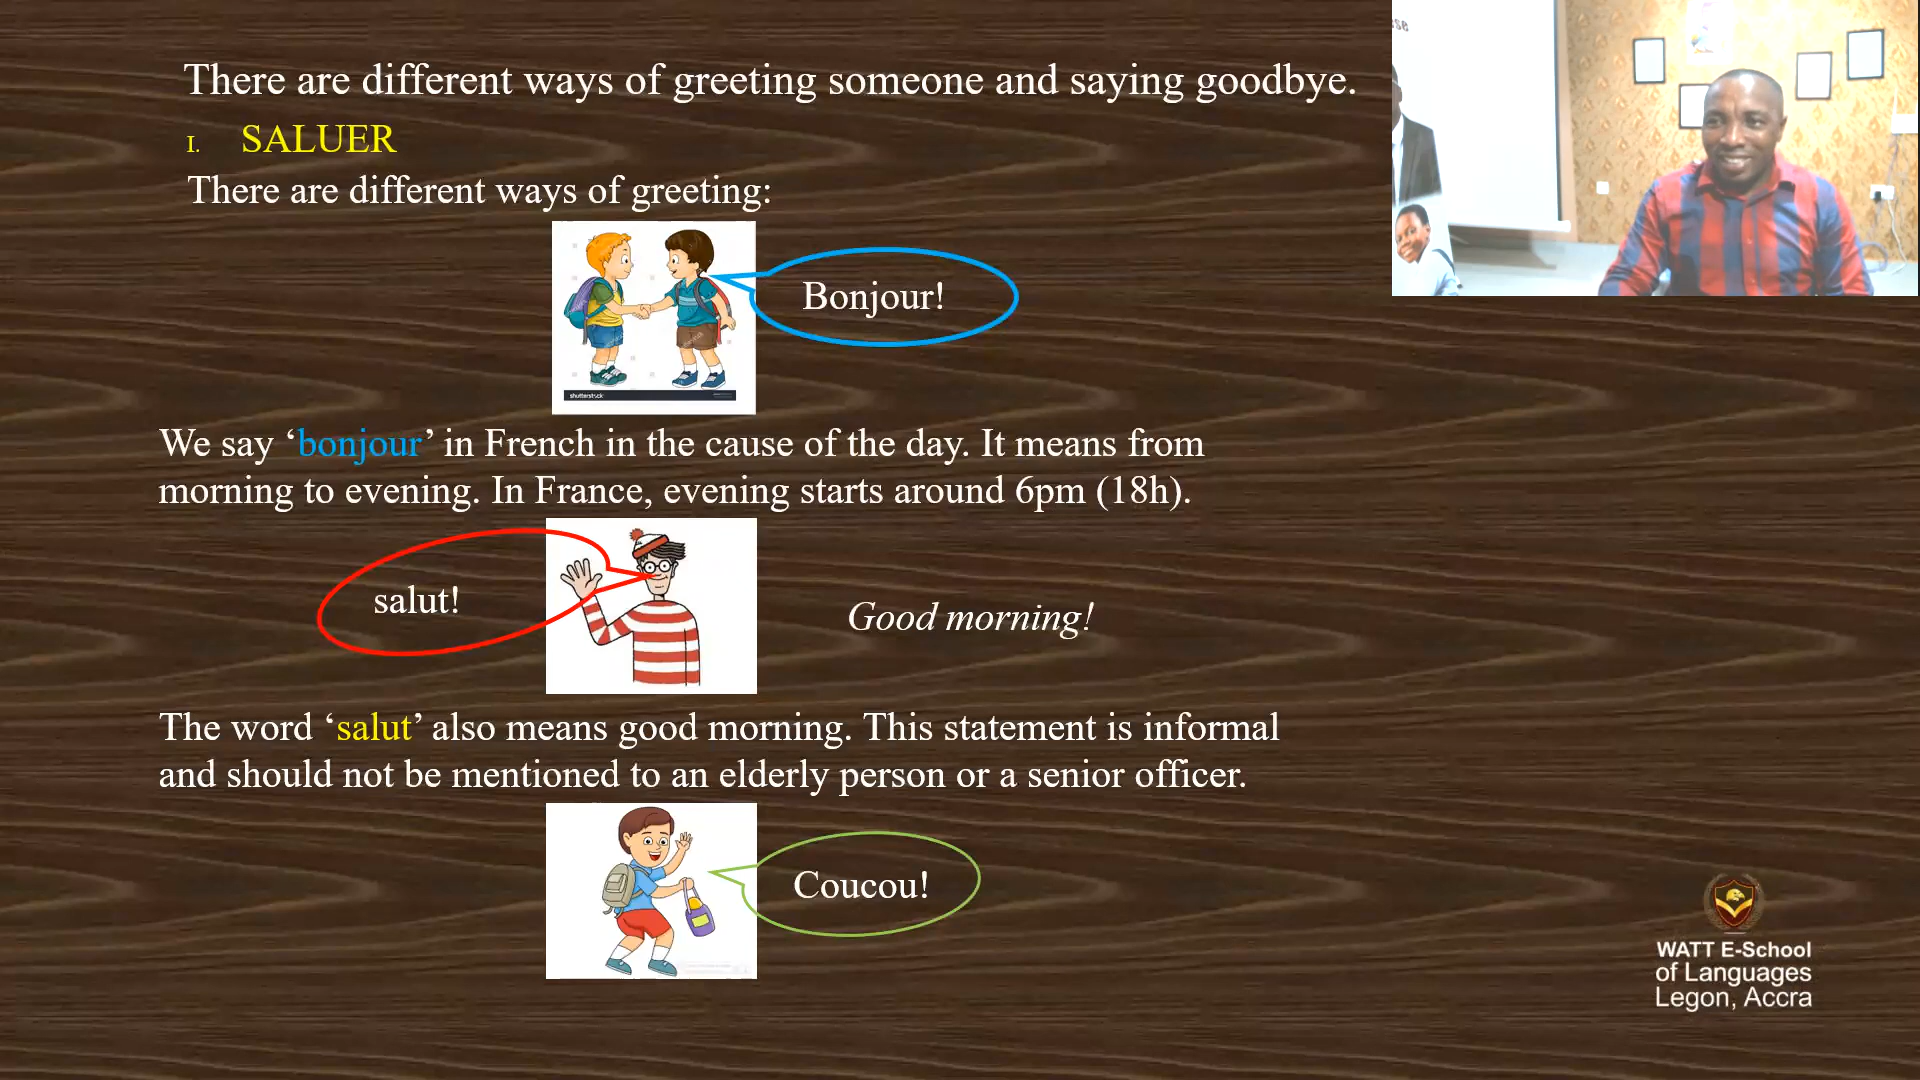 There are different ways of greeting someone and saying goodbye.
I. SALUER
There are different ways of greeting:
Bonjour!
shutterstock
We say ‘bonjour’ in French in the cause of the day. It means from
morning to evening. In France, evening starts around 6pm (18h).
salut!
Good morning!
The word ‘salut’ also means good morning. This statement is informal
and should not be mentioned to an elderly person or a senior officer.
Coucou!
WATT E-School
of Languages
Legon, Accra